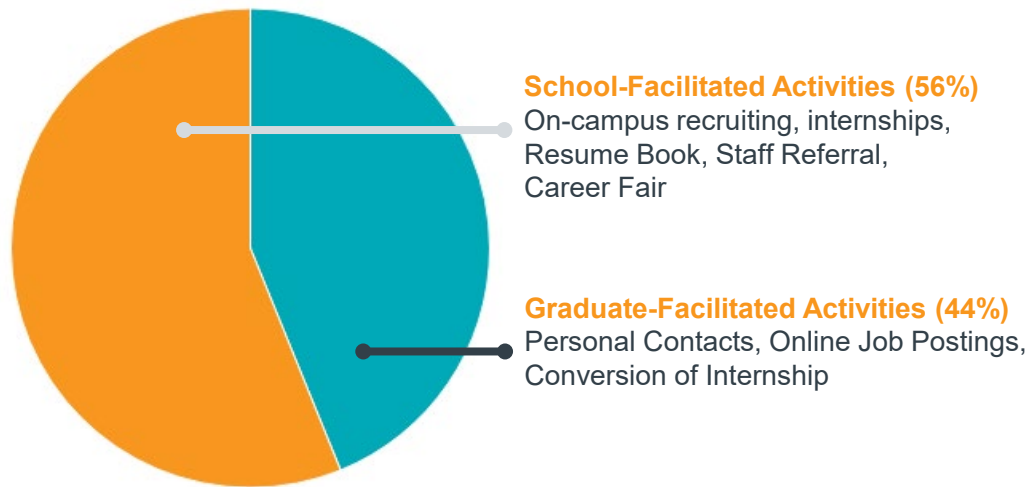 School-Facilitated Activities (56%)
On-campus recruiting, internships,
Resume Book, Staff Referral,
Career Fair
Graduate-Facilitated Activities (44%)
Personal Contacts, Online Job Postings,
Conversion of Internship